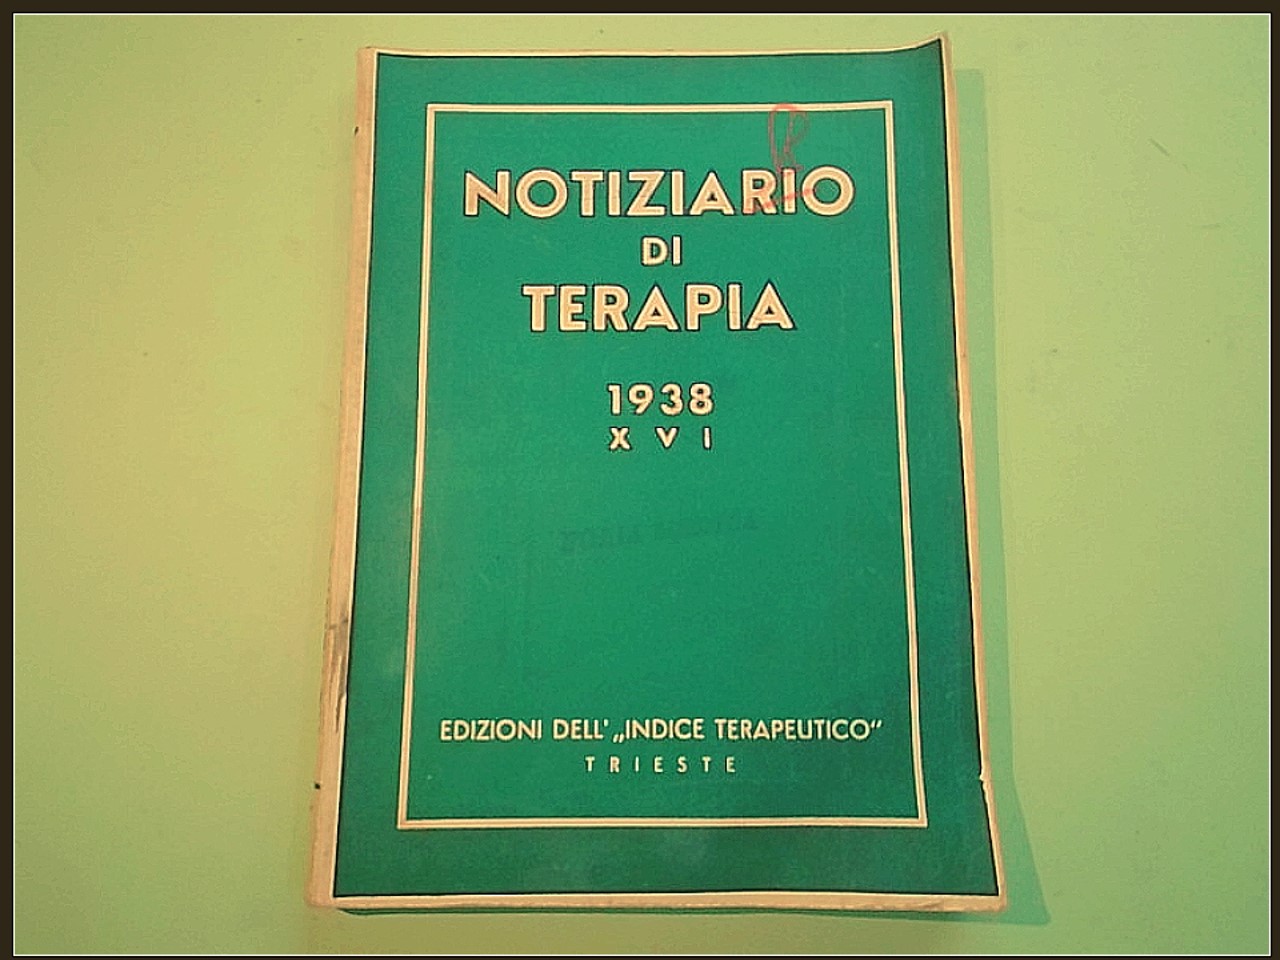 NOTIZIARIO
DI
TERAPIA
1938
XVI
EDIZIONI DELL' „INDICE TERAPEUTICO“
TRIESTE